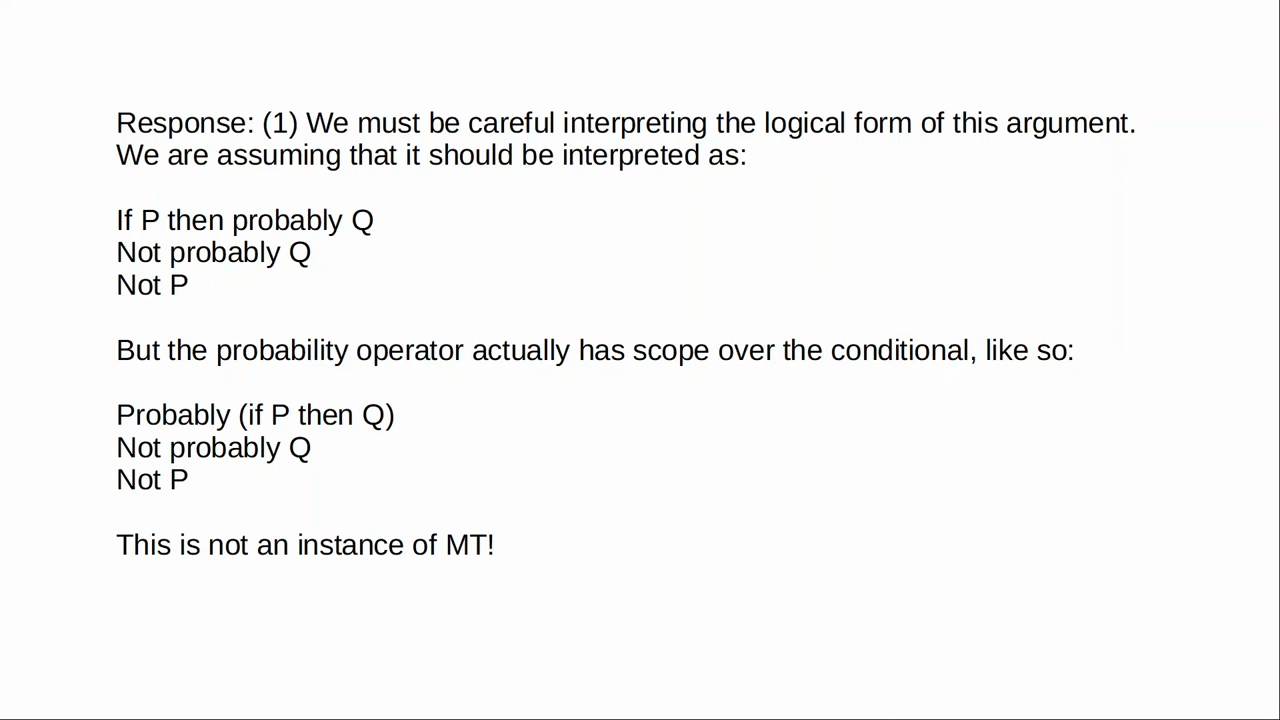 Response: (1) We must be careful interpreting the logical form of this argument.
We are assuming that it should be interpreted as:
If P then probably Q
Not probably Q
Not P
But the probability operator actually has scope over the conditional, like so:
Probably (if P then Q)
Not probably Q
Not P
This is not an instance of MT!